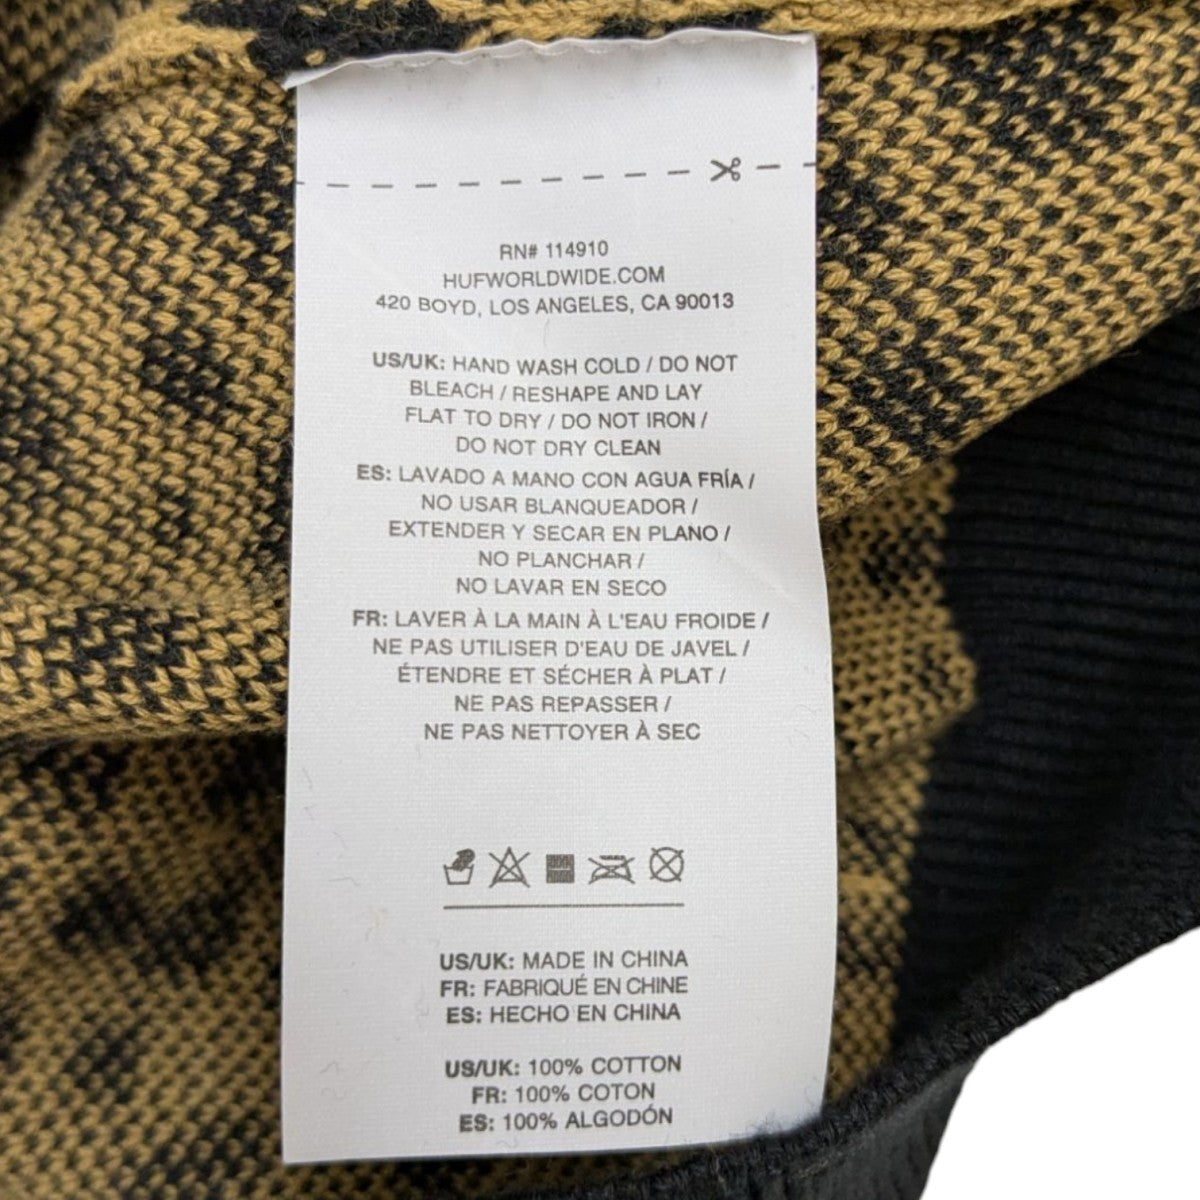 RN# 114910
HUFWORLDWIDE.COM
420 BOYD, LOS ANGELES, CA 90013
US/UK: HAND WASH COLD / DO NOT
BLEACH / RESHAPE AND LAY
FLAT TO DRY / DO NOT IRON /
DO NOT DRY CLEAN
ES: LAVADO A MANO CON AGUA FRÍA /
NO USAR BLANQUEADOR /
EXTENDER Y SECAR EN PLANO /
NO PLANCHAR /
NO LAVAR EN SECO
FR: LAVER À LA MAIN À L'EAU FROIDE /
NE PAS UTILISER D'EAU DE JAVEL /
ÉTENDRE ET SÉCHER À PLAT /
NE PAS REPASSER /
NE PAS NETTOYER À SEC
US/UK: MADE IN CHINA
FR: FABRIQUÉ EN CHINE
ES: HECHO EN CHINA
US/UK: 100% COTTON
FR: 100% COTON
ES: 100% ALGODÓN